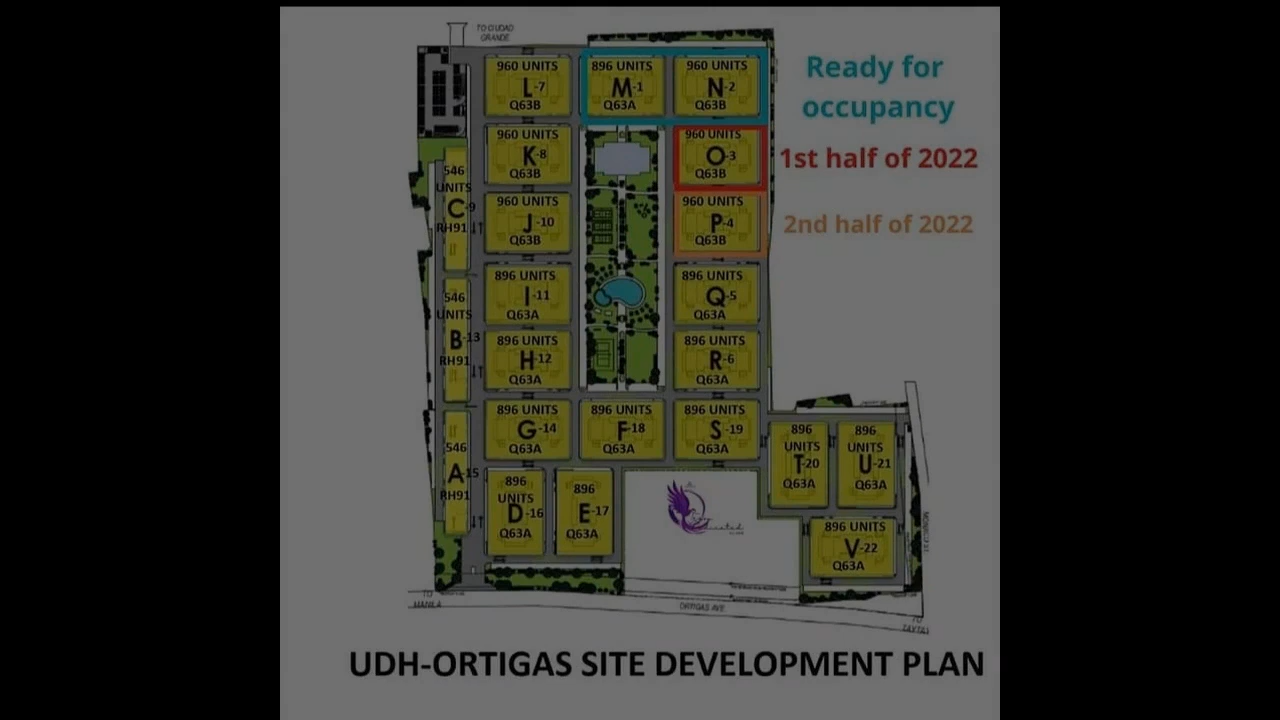 TO CIUDAD
GRANDE
960 UNITS
L-7
Q63B
896 UNITS
M-1
Q63A
960 UNITS
N-2
Q63B
Ready for
occupancy
960 UNITS
K-8
Q63B
960 UNITS
O-3
Q63B
1st half of 2022
546
UNITS
C-9
RH91
960 UNITS
J-10
Q63B
960 UNITS
P-4
Q63B
2nd half of 2022
896 UNITS
I-11
Q63A
896 UNITS
Q-5
Q63A
546
UNITS
B-13
RH91
896 UNITS
H-12
Q63A
896 UNITS
R-6
Q63A
896 UNITS
G-14
Q63A
896 UNITS
F-18
Q63A
896 UNITS
S-19
Q63A
896
UNITS
T-20
Q63A
896
UNITS
U-21
Q63A
546
A-15
RH91
896
UNITS
D-16
Q63A
896
E-17
Q63A
896 UNITS
V-22
Q63A
TO
MANILA
ORTIGAS AVE
TO
UDH-ORTIGAS SITE DEVELOPMENT PLAN